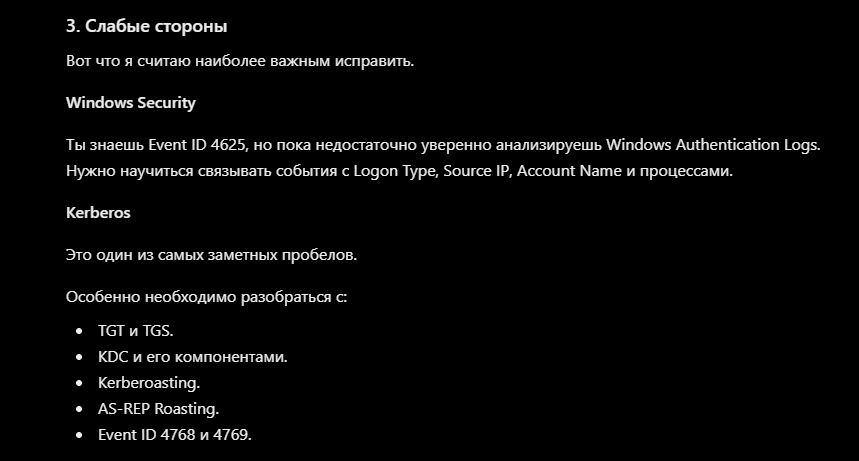 3. Слабые стороны
Вот что я считаю наиболее важным исправить.
Windows Security
Ты знаешь Event ID 4625, но пока недостаточно уверенно анализируешь Windows Authentication Logs.
Нужно научиться связывать события с Logon Type, Source IP, Account Name и процессами.
Kerberos
Это один из самых заметных пробелов.
Особенно необходимо разобраться с:
• TGT и TGS.
• KDC и его компонентами.
• Kerberoasting.
• AS-REP Roasting.
• Event ID 4768 и 4769.